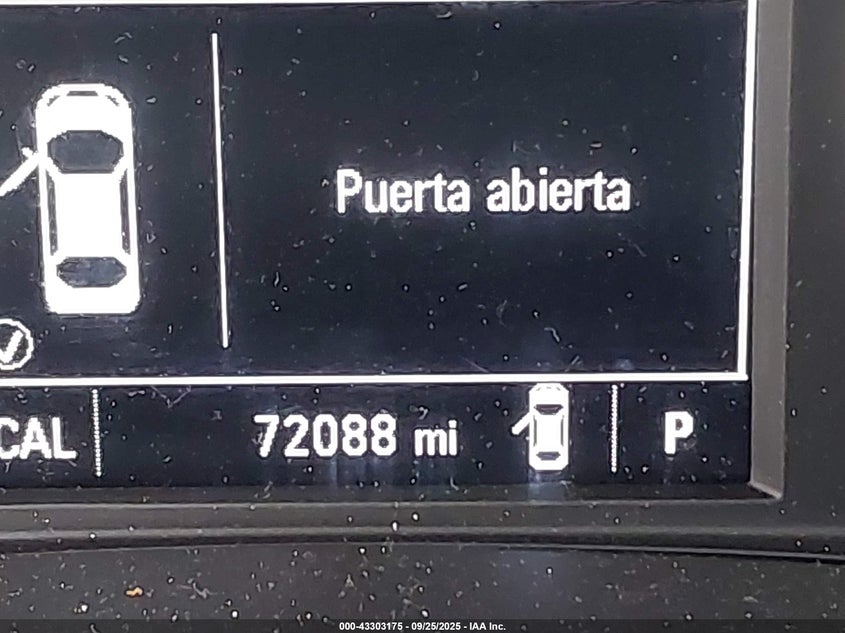 Puerta abierta
CAL 72088 mi P
000-43303175 - 09/25/2025 - IAA Inc.